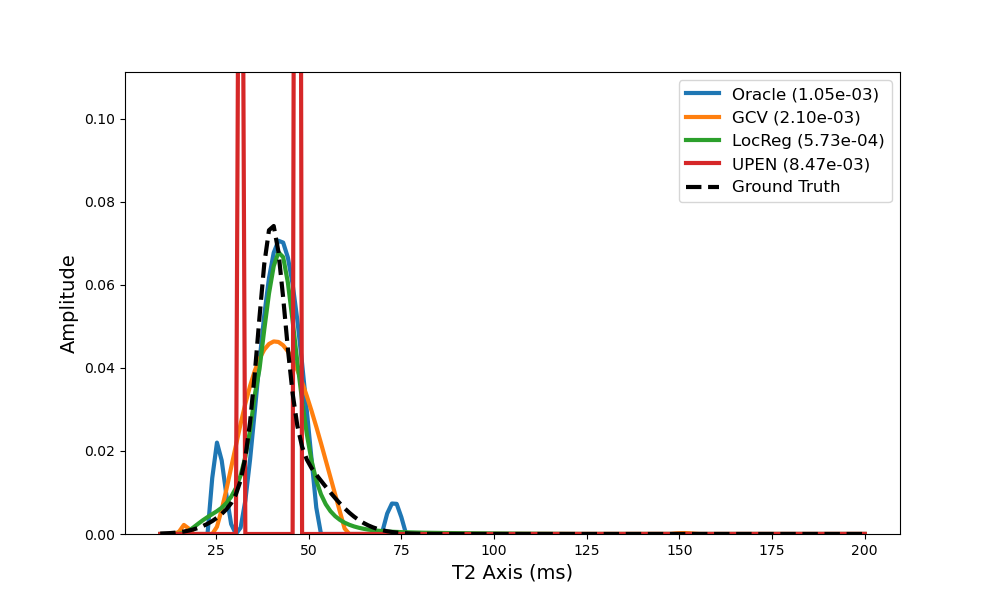 Oracle (1.05e-03)
GCV (2.10e-03)
LocReg (5.73e-04)
UPEN (8.47e-03)
Ground Truth
0.10
0.08
0.06
0.04
0.02
0.00
Amplitude
25 50 75 100 125 150 175 200
T2 Axis (ms)